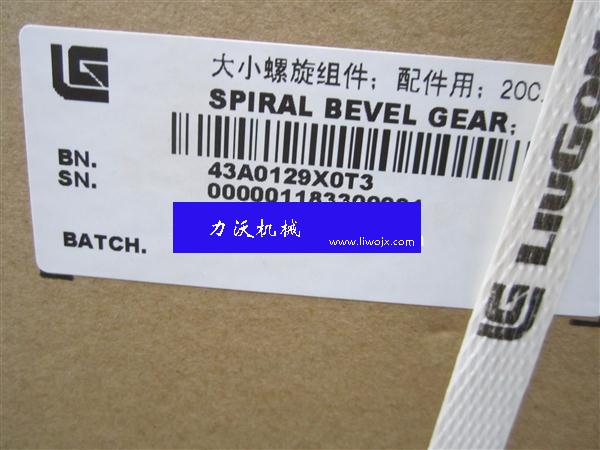 大小螺旋组件; 配件用; 20C
SPIRAL BEVEL GEAR;
BN. 43A0129X0T3
SN.
BATCH.
力沃机械
www.liwojx.com
LIUGON